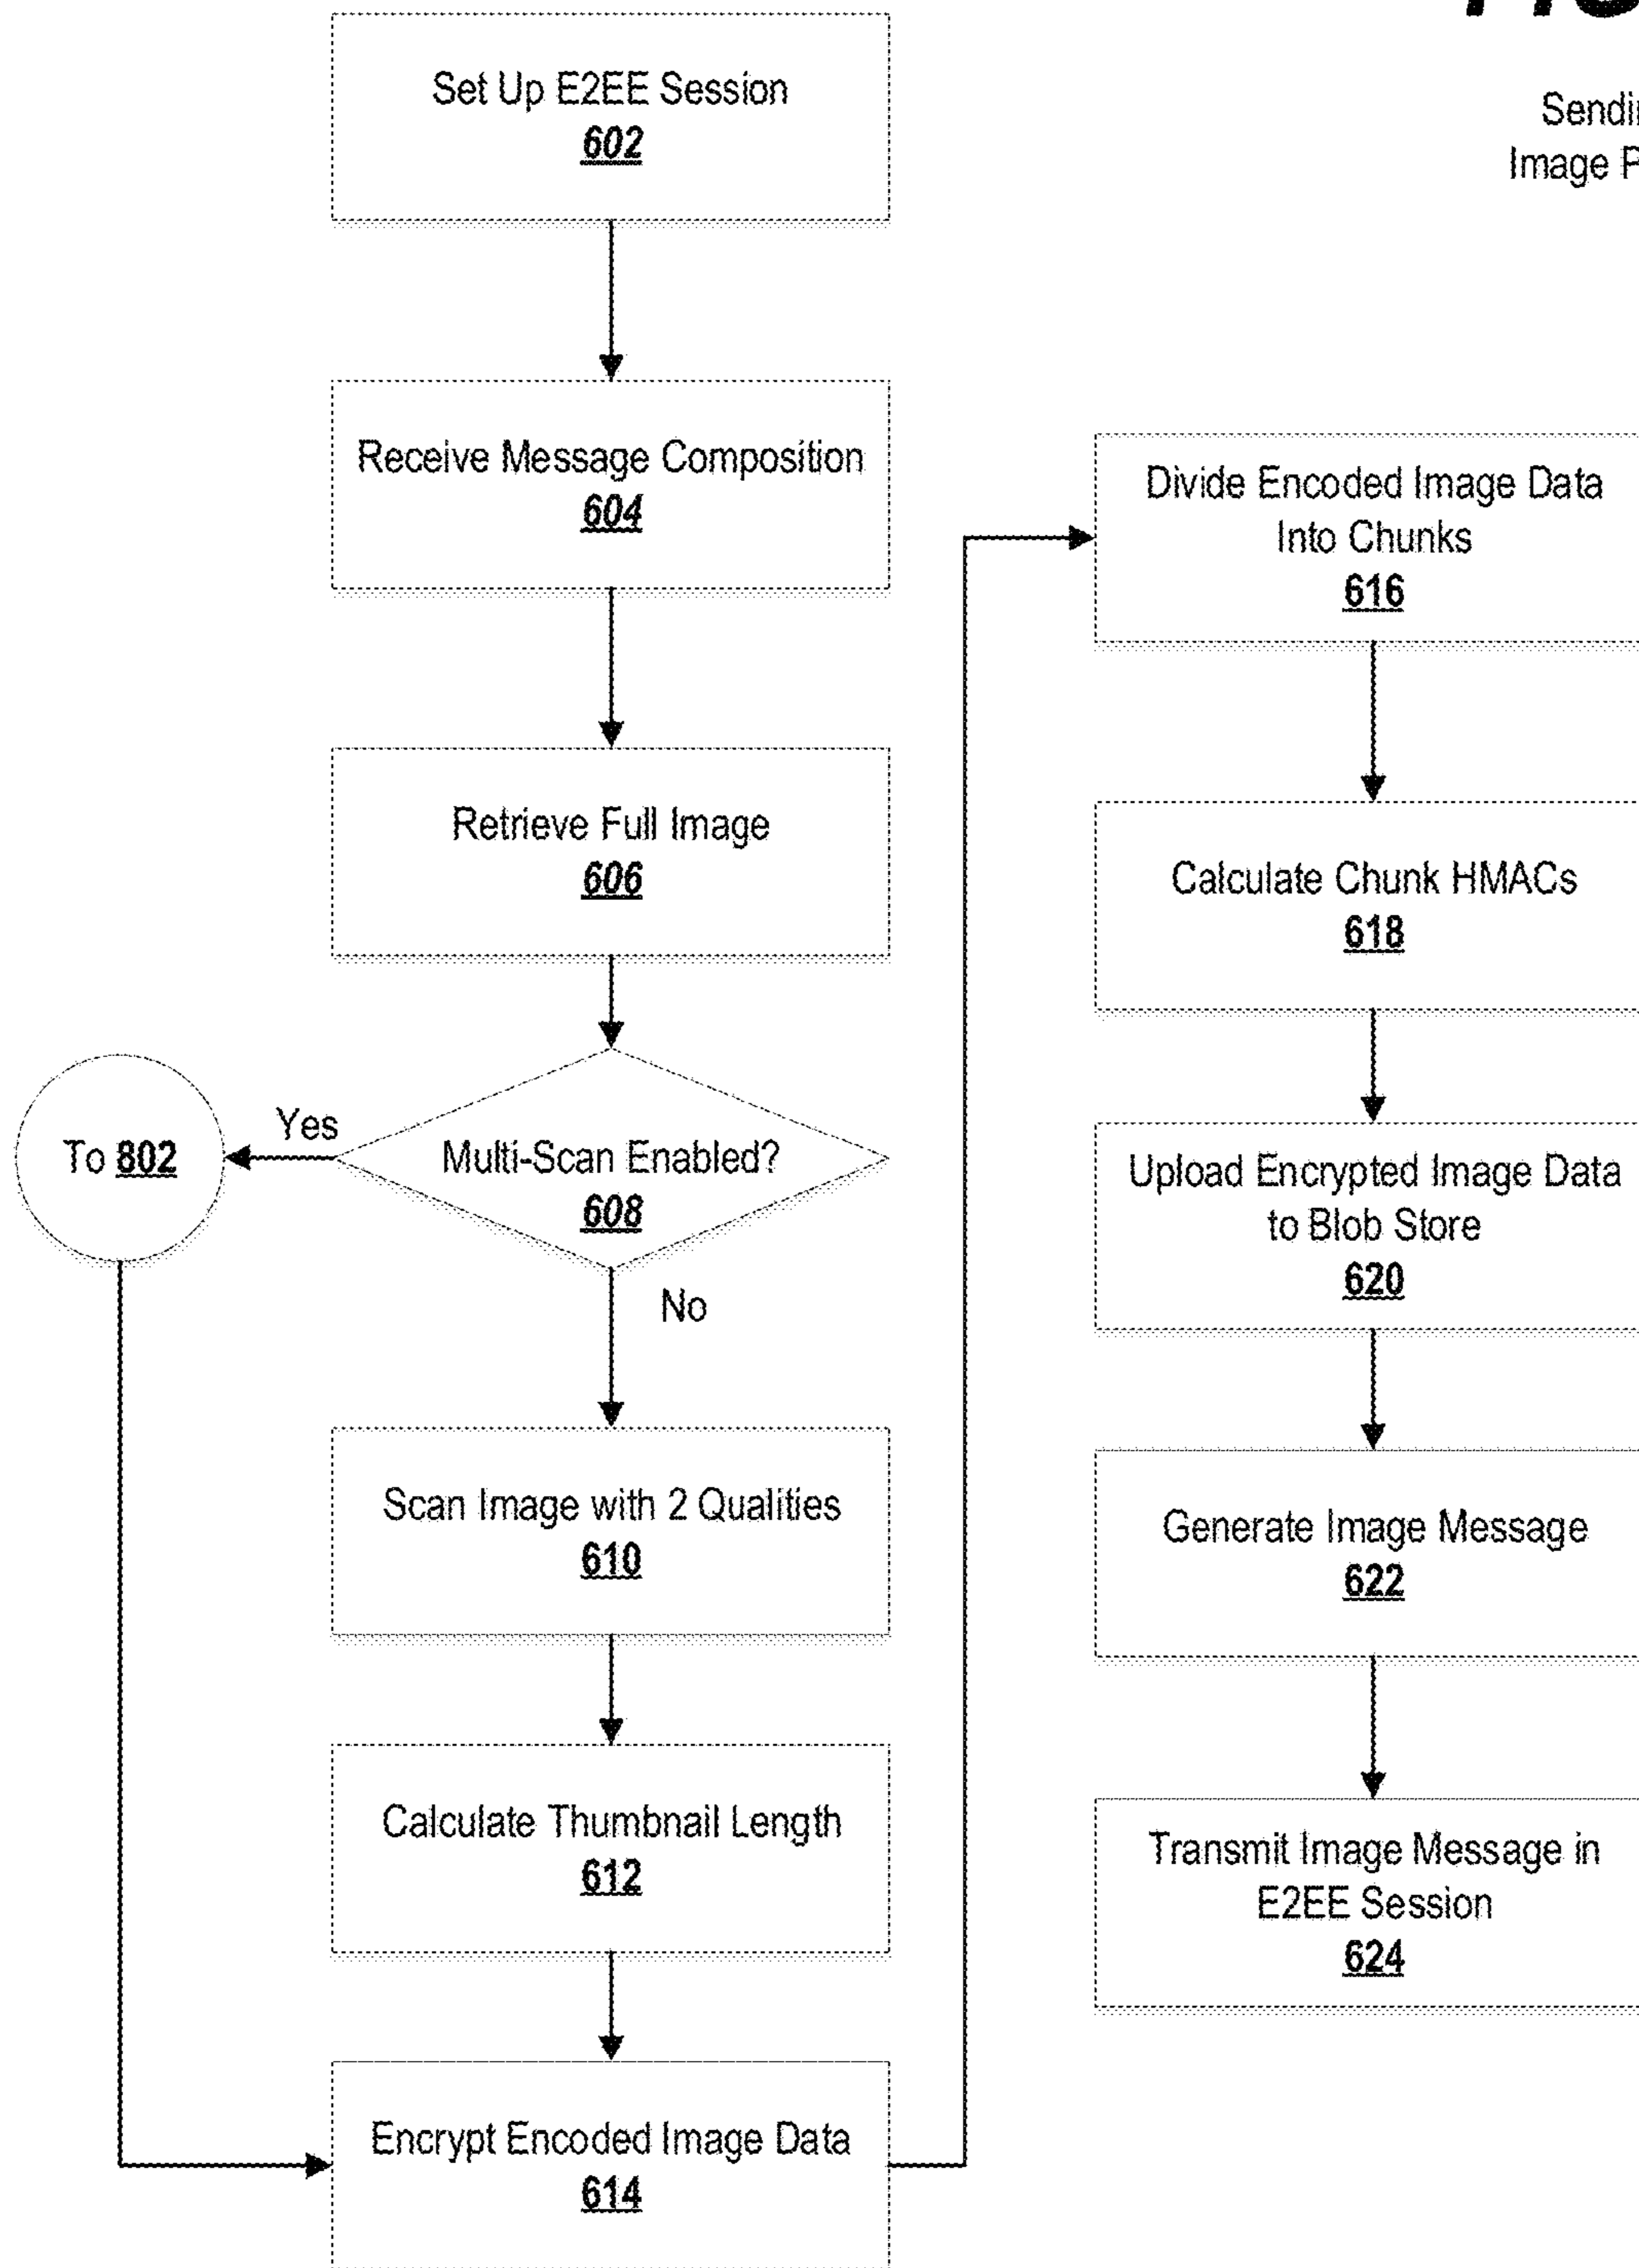 Set Up E2EE Session
602
Receive Message Composition
604
Retrieve Full Image
606
Multi-Scan Enabled?
608
Yes
To 802
No
Scan Image with 2 Qualities
610
Calculate Thumbnail Length
612
Encrypt Encoded Image Data
614
Image
Divide Encoded Image Data
Into Chunks
616
Calculate Chunk HMACs
618
Upload Encrypted Image Data
to Blob Store
620
Generate Image Message
622
Transmit Image Message in
E2EE Session
624